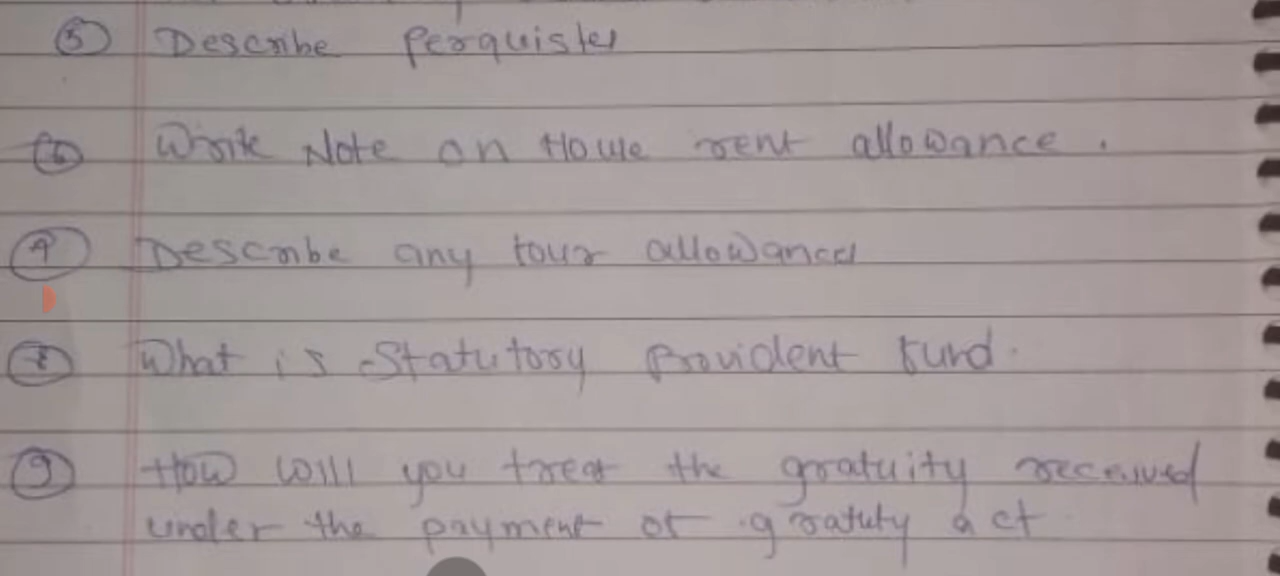 5 Describe perquisites
6 Write Note on House rent allowance .
7 Describe any four allowances
8 What is Statutory Provident fund.
9 How will you treat the gratuity received
under the payment of gratuty act